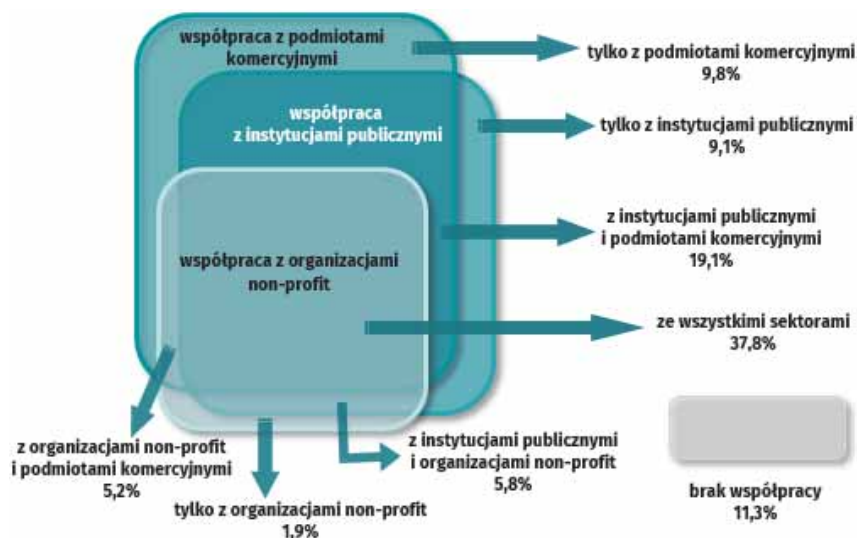 współpraca z podmiotami
komercyjnymi
tylko z podmiotami komercyjnymi
9,8%
współpraca
z instytucjami publicznymi
tylko z instytucjami publicznymi
9,1%
z instytucjami publicznymi
i podmiotami komercyjnymi
19,1%
współpraca z organizacjami
non-profit
ze wszystkimi sektorami
37,8%
z organizacjami non-profit
i podmiotami komercyjnymi
5,2%
z instytucjami publicznymi
i organizacjami non-profit
5,8%
tylko z organizacjami non-profit
1,9%
brak współpracy
11,3%